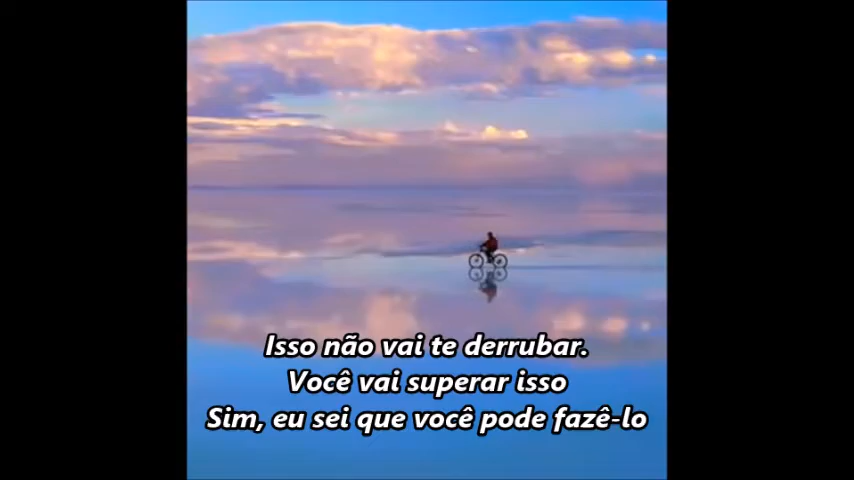 Isso não vai te derrubar.
Você vai superar isso
Sim, eu sei que você pode fazê-lo